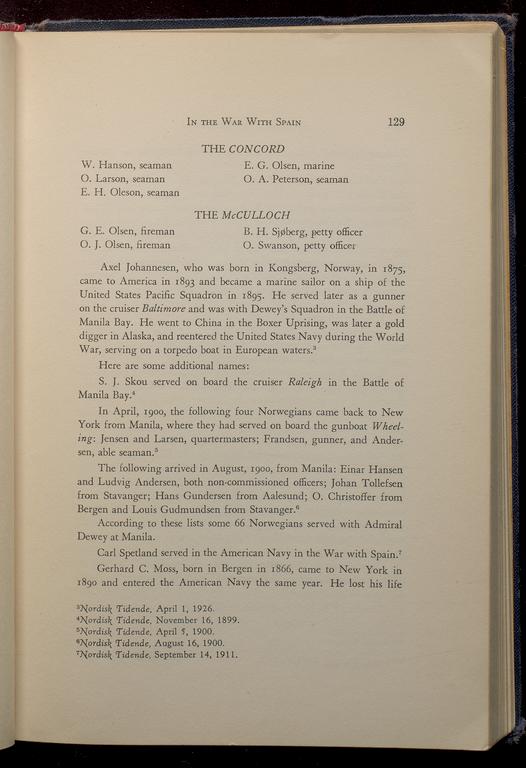 In the War With Spain 129
THE CONCORD
W. Hanson, seaman E. G. Olsen, marine
O. Larson, seaman O. A. Peterson, seaman
E. H. Oleson, seaman
THE McCULLOCH
G. E. Olsen, fireman B. H. Sjøberg, petty officer
O. J. Olsen, fireman O. Swanson, petty officer
Axel Johannesen, who was born in Kongsberg, Norway, in 1875,
came to America in 1893 and became a marine sailor on a ship of the
United States Pacific Squadron in 1895. He served later as a gunner
on the cruiser Baltimore and was with Dewey's Squadron in the Battle of
Manila Bay. He went to China in the Boxer Uprising, was later a gold
digger in Alaska, and reentered the United States Navy during the World
War, serving on a torpedo boat in European waters.³
Here are some additional names:
S. J. Skou served on board the cruiser Raleigh in the Battle of
Manila Bay.⁴
In April, 1900, the following four Norwegians came back to New
York from Manila, where they had served on board the gunboat Wheel-
ing: Jensen and Larsen, quartermasters; Frandsen, gunner, and Ander-
sen, able seaman.⁵
The following arrived in August, 1900, from Manila: Einar Hansen
and Ludvig Andersen, both non-commissioned officers; Johan Tollefsen
from Stavanger; Hans Gundersen from Aalesund; O. Christoffer from
Bergen and Louis Gudmundsen from Stavanger.⁶
According to these lists some 66 Norwegians served with Admiral
Dewey at Manila.
Carl Spetland served in the American Navy in the War with Spain.⁷
Gerhard C. Moss, born in Bergen in 1866, came to New York in
1890 and entered the American Navy the same year. He lost his life
³Nordisk Tidende, April 1, 1926.
⁴Nordisk Tidende, November 16, 1899.
⁵Nordisk Tidende, April 5, 1900.
⁶Nordisk Tidende, August 16, 1900.
⁷Nordisk Tidende, September 14, 1911.